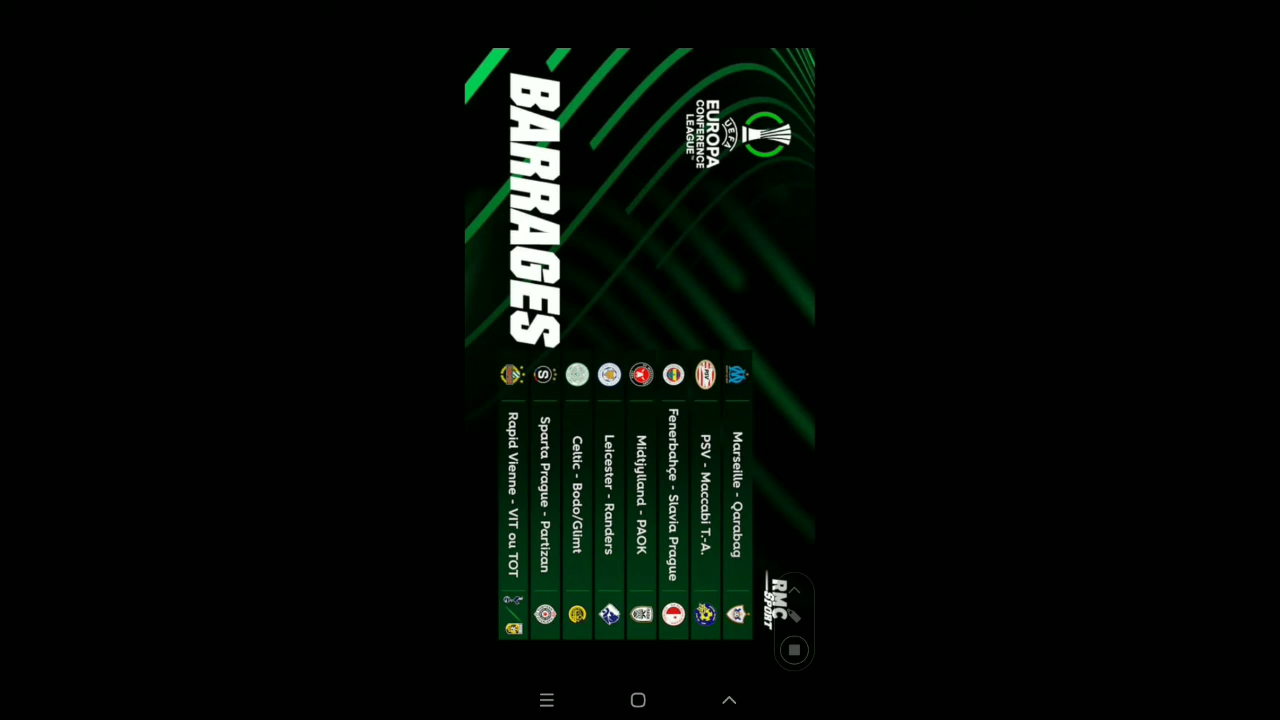 UEFA
EUROPA
CONFERENCE
LEAGUE™
BARRAGES
Marseille - Qarabag
PSV - Maccabi T.-A.
Fenerbahçe - Slavia Prague
Midtjylland - PAOK
Leicester - Randers
Celtic - Bodo/Glimt
Sparta Prague - Partizan
Rapid Vienne - VIT ou TOT
RMC
SPORT